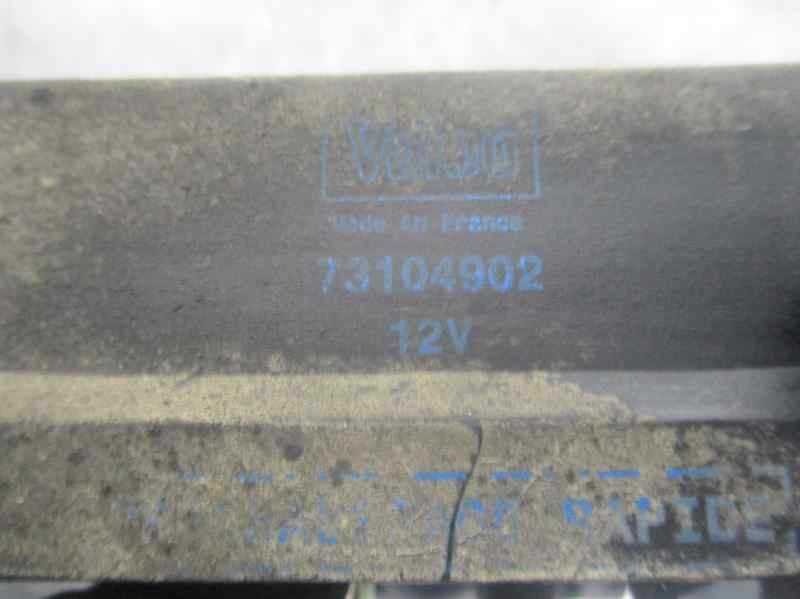 Valeo
Made in France
73104902
12V
RAPIDE